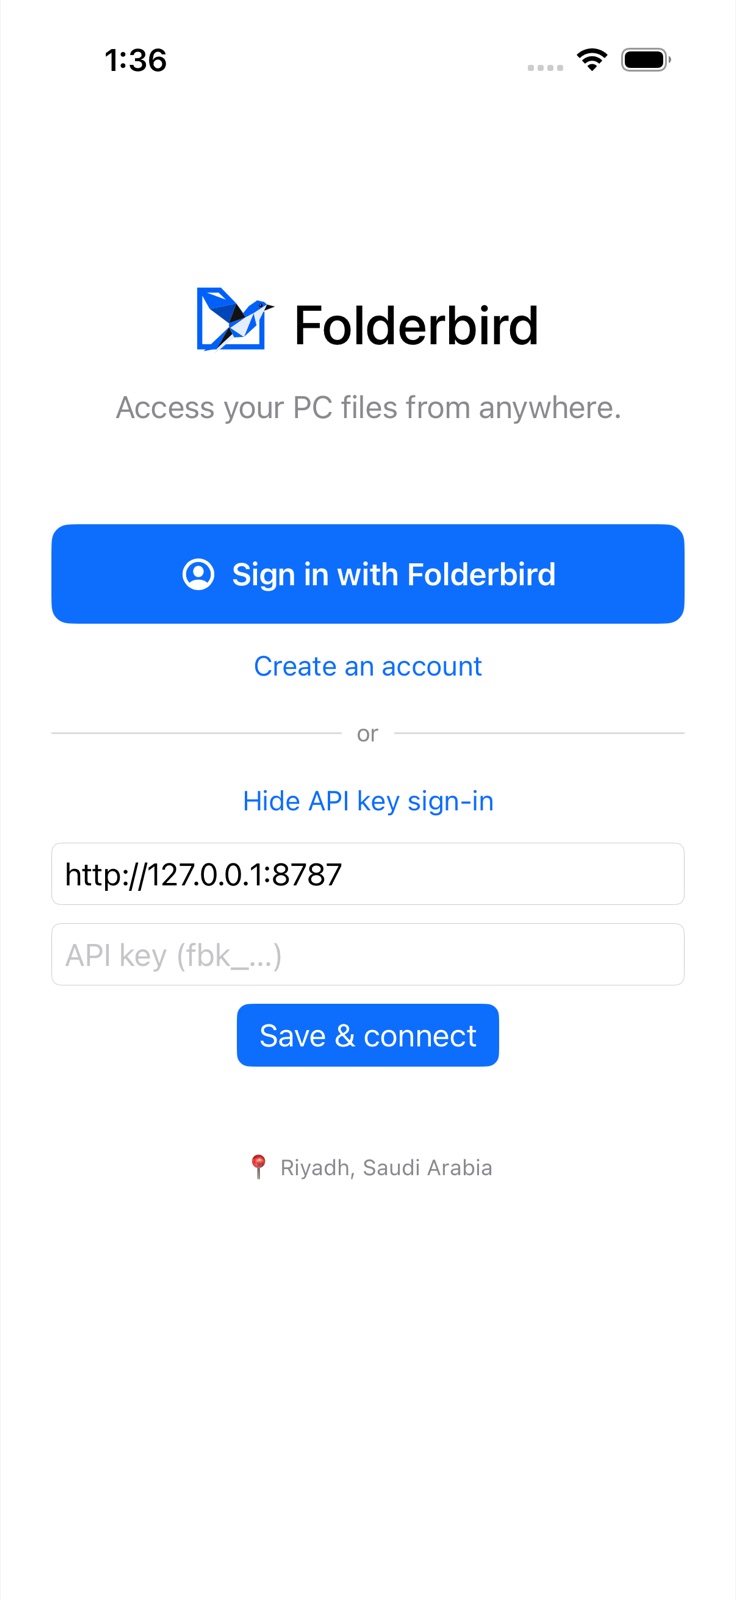 1:36
Folderbird
Access your PC files from anywhere.
Sign in with Folderbird
Create an account
or
Hide API key sign-in
http://127.0.0.1:8787
API key (fbk_...)
Save & connect
📍 Riyadh, Saudi Arabia